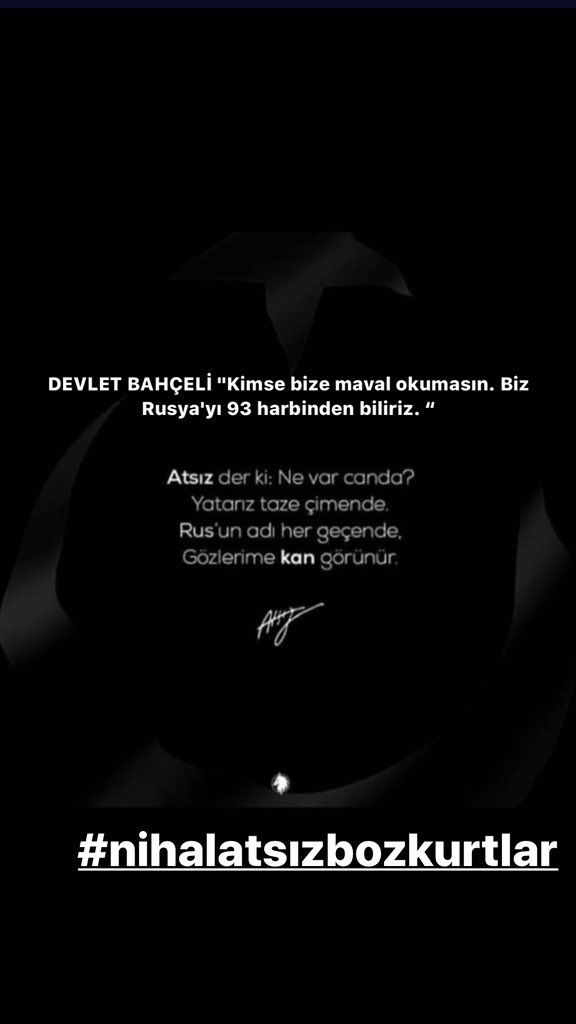 DEVLET BAHÇELİ "Kimse bize maval okumasın. Biz
Rusya'yı 93 harbinden biliriz. “
Atsız der ki: Ne var canda?
Yatarız taze çimende.
Rus'un adı her geçende,
Gözlerime kan görünür.
Atsız
#nihalatsızbozkurtlar